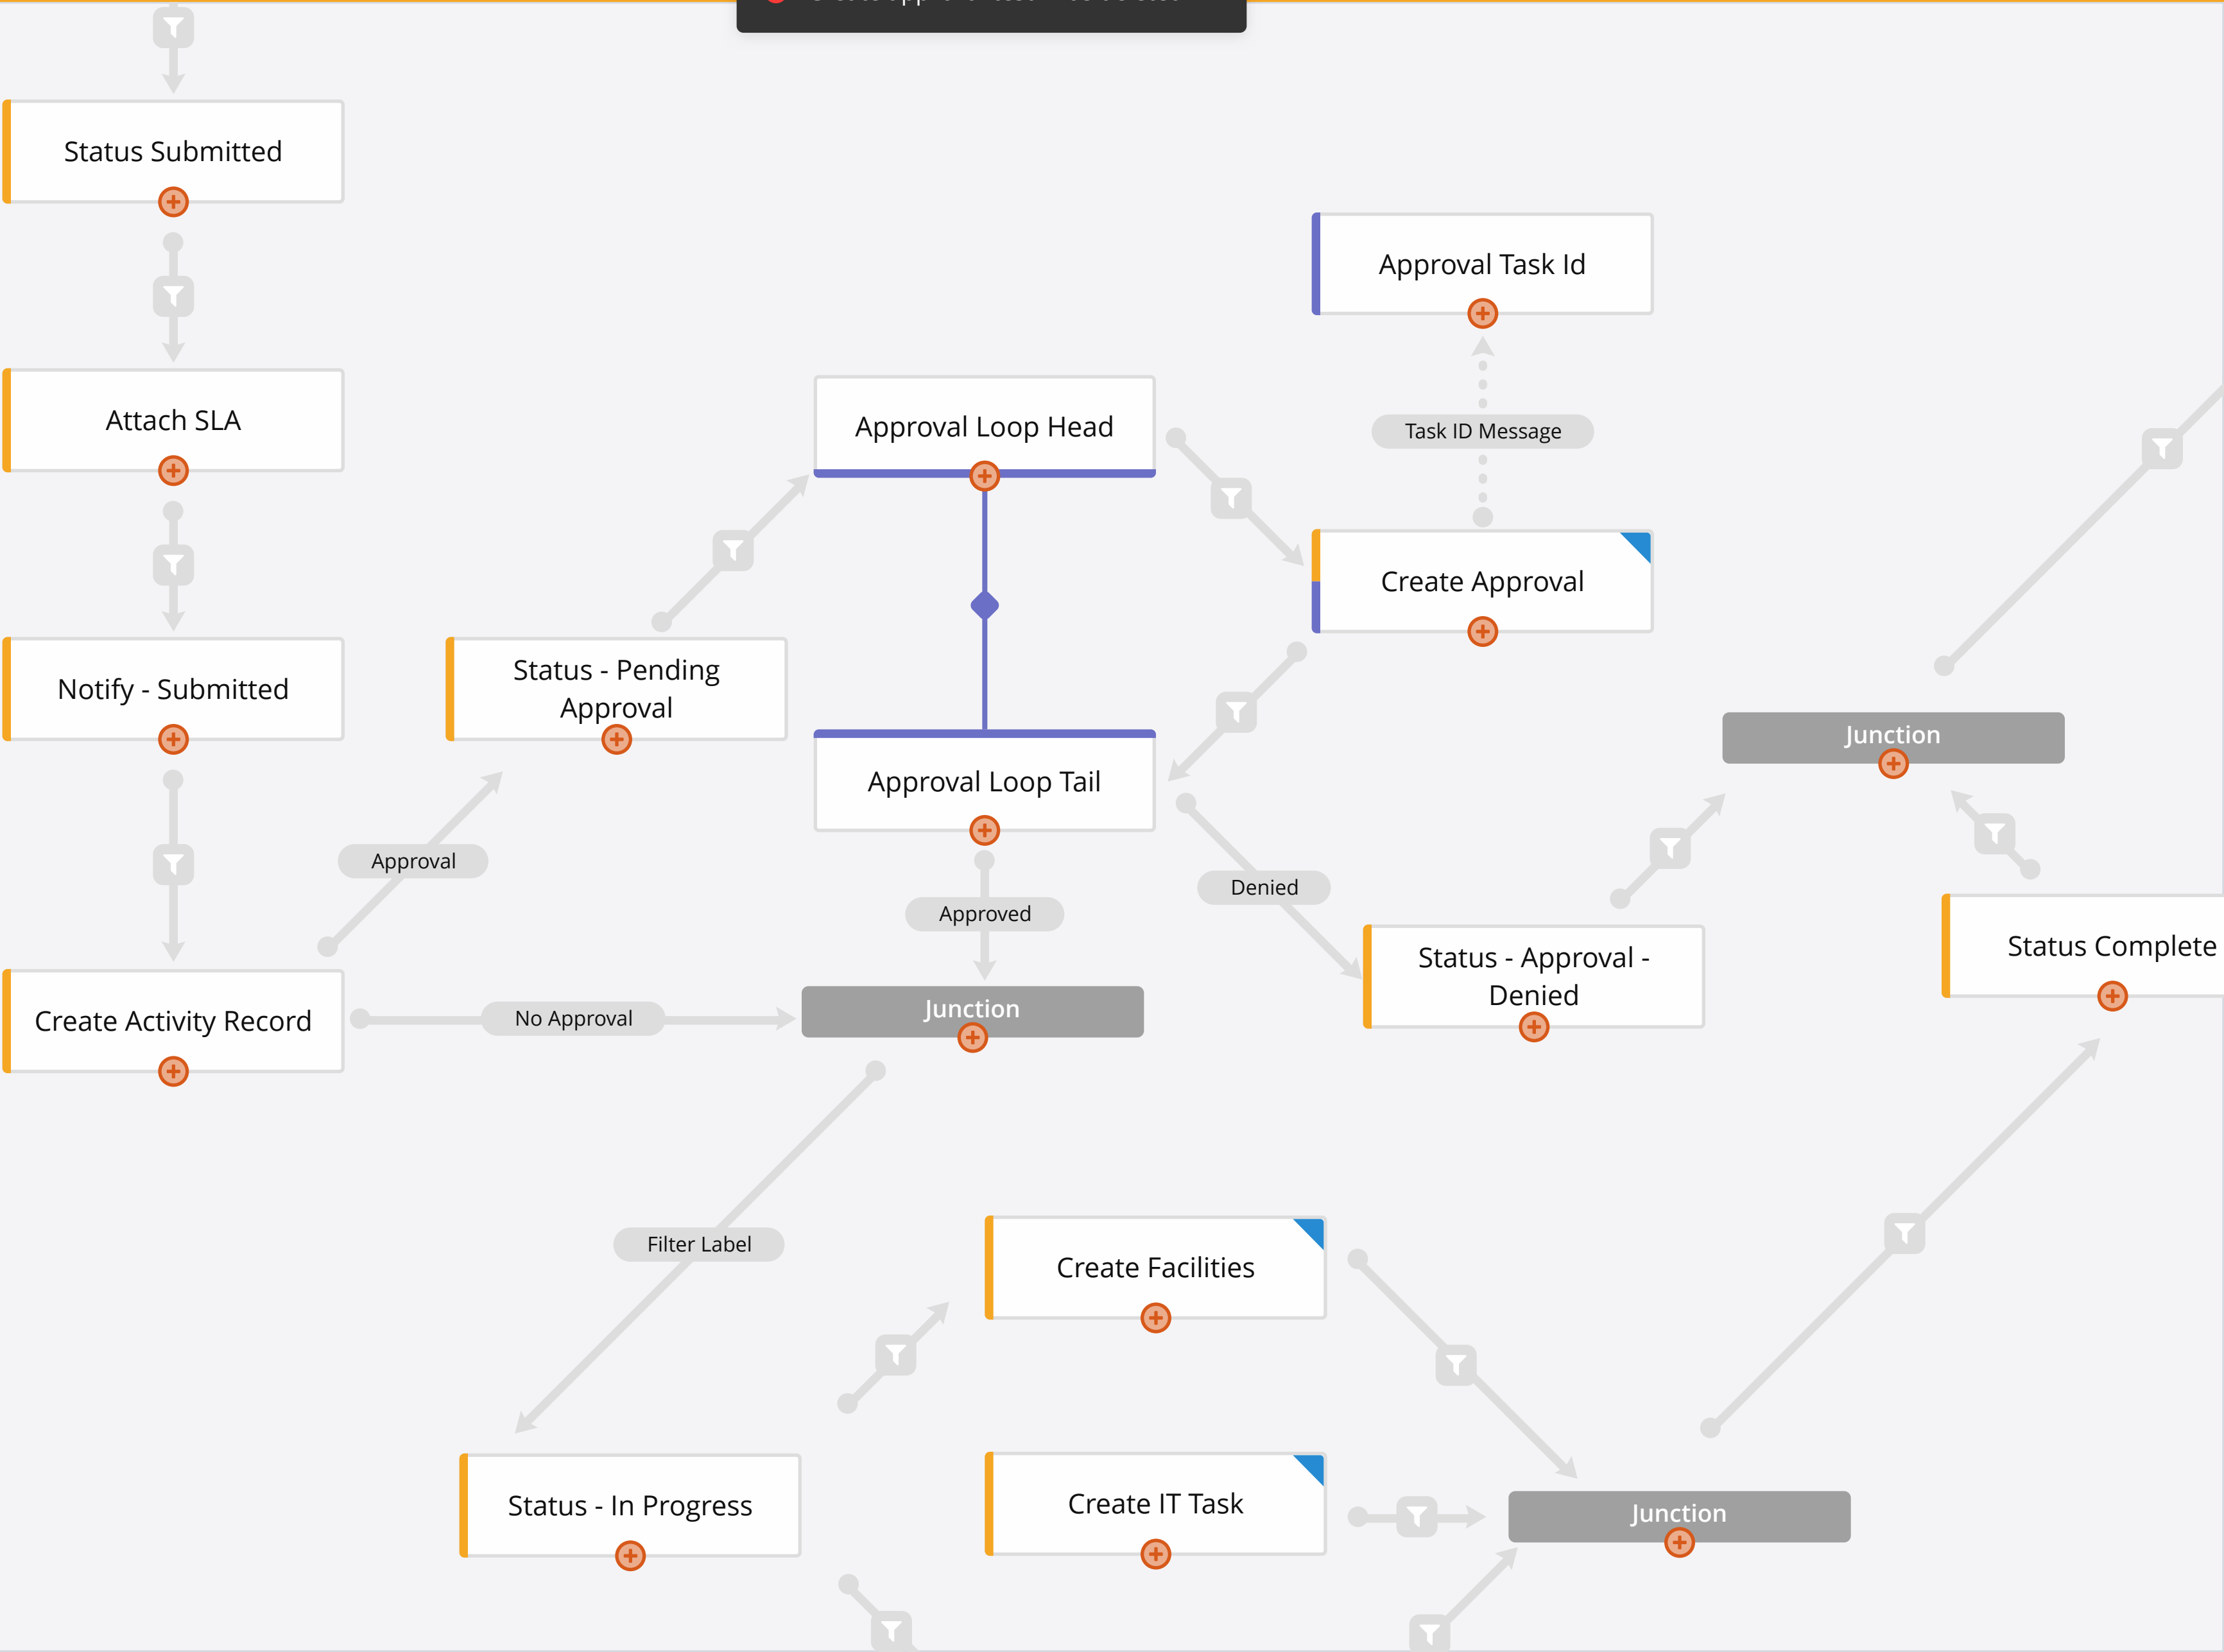 Status Submitted
Approval Task Id
Attach SLA
Approval Loop Head
Task ID Message
Create Approval
Notify - Submitted
Status - Pending
Approval
Junction
Approval Loop Tail
Approval
Denied
Approved
Status - Approval -
Denied
Status Complete
Create Activity Record
No Approval
Junction
Filter Label
Create Facilities
Status - In Progress
Create IT Task
Junction